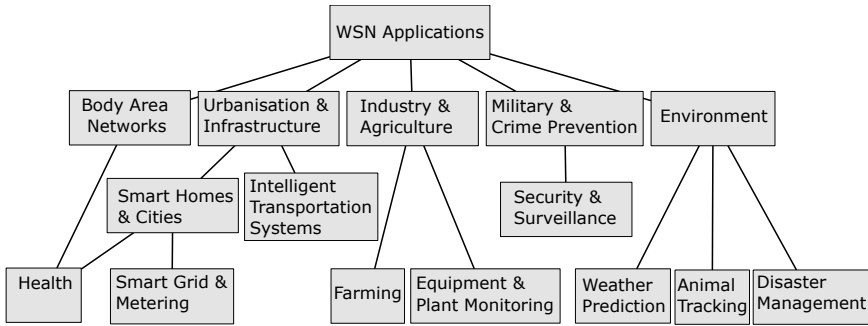 WSN Applications
Body Area
Networks
Urbanisation &
Infrastructure
Industry &
Agriculture
Military &
Crime Prevention
Environment
Smart Homes
& Cities
Intelligent
Transportation
Systems
Security &
Surveillance
Health
Smart Grid &
Metering
Farming
Equipment &
Plant Monitoring
Weather
Prediction
Animal
Tracking
Disaster
Management